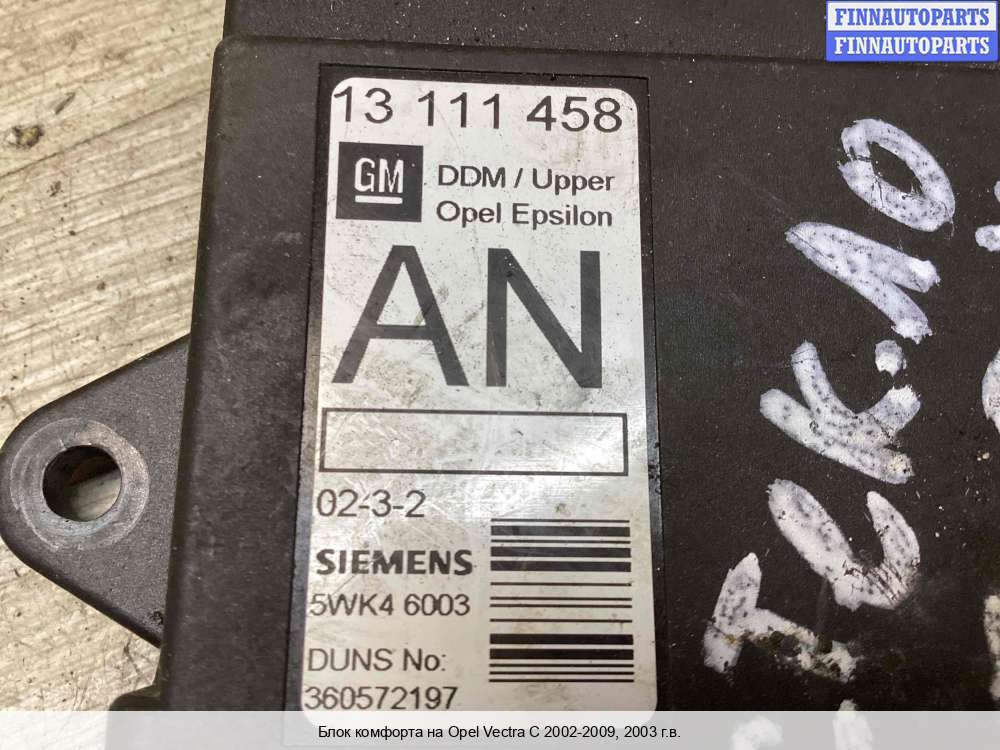 FINNAUTOPARTS
FINNAUTOPARTS
13 111 458
GM
DDM / Upper
Opel Epsilon
AN
02-3-2
SIEMENS
5WK4 6003
DUNS No:
360572197
Блок комфорта на Opel Vectra C 2002-2009, 2003 г.в.